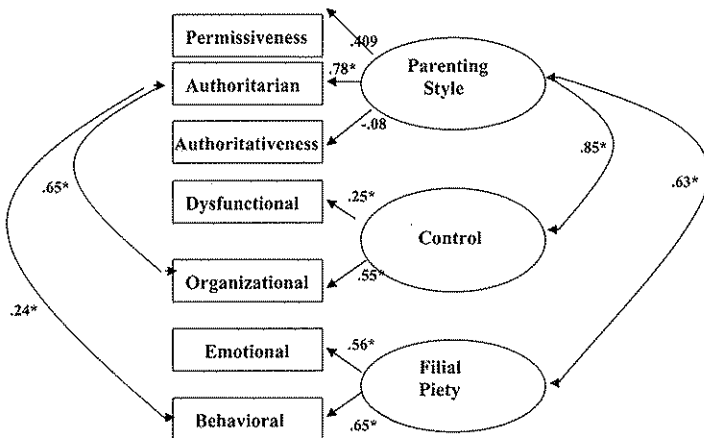 Permissiveness
.409
Parenting
Style
.78*
Authoritarian
-.08
Authoritativeness
.85*
.63*
.65*
Dysfunctional
.25*
Control
Organizational
.55*
.24*
Emotional
.56*
Filial
Piety
Behavioral
.65*